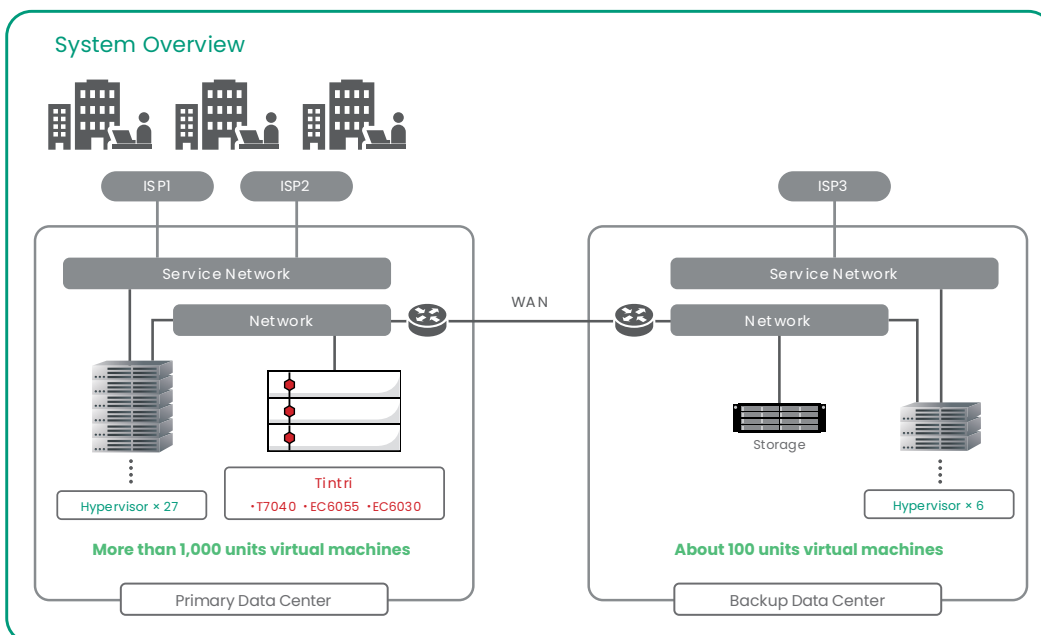 System Overview
ISP1
ISP2
ISP3
Service Network
Service Network
WAN
Network
Network
Storage
Tintri
・T7040 ・EC6055 ・EC6030
Hypervisor × 27
Hypervisor × 6
More than 1,000 units virtual machines
About 100 units virtual machines
Primary Data Center
Backup Data Center